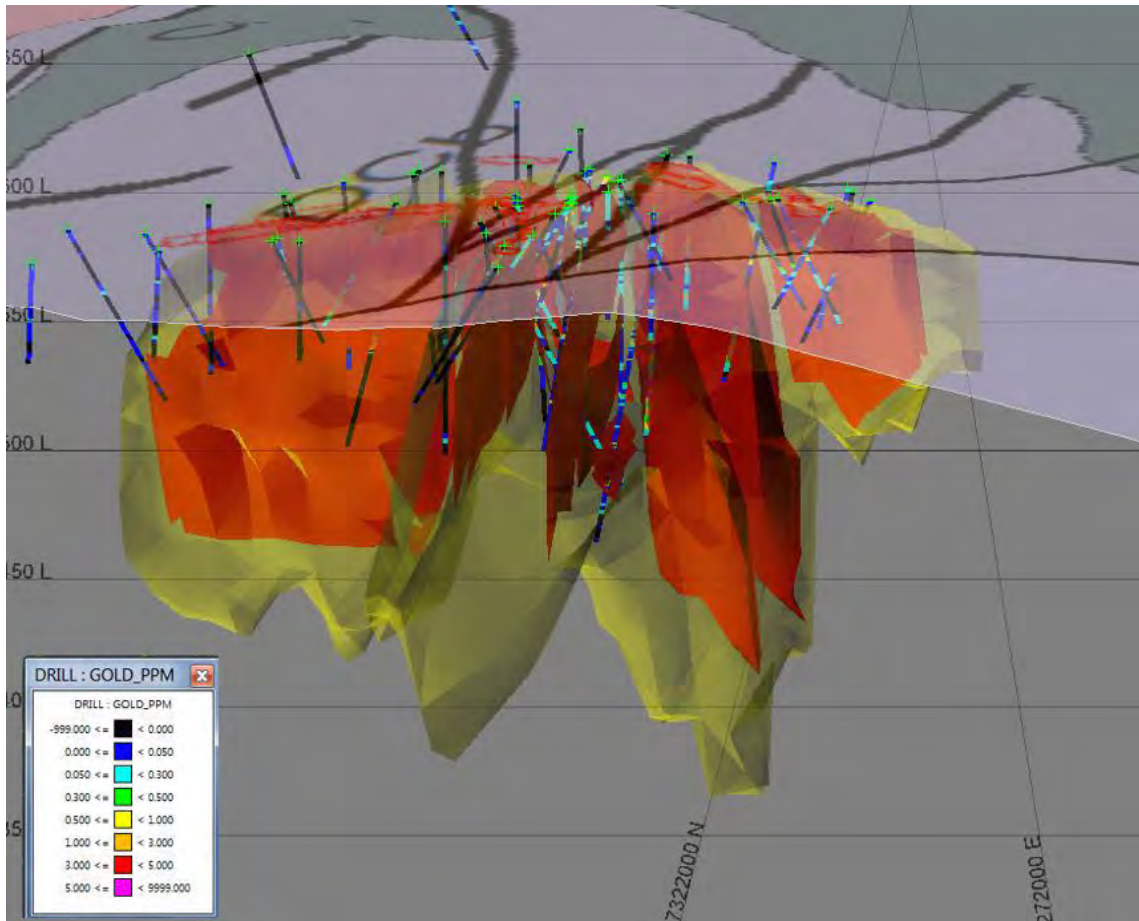 550 L
500 L
550 L
500 L
450 L
7322000 N
272000 E
DRILL : GOLD_PPM
DRILL : GOLD_PPM
-999.000 <= < 0.000
0.000 <= < 0.050
0.050 <= < 0.300
0.300 <= < 0.500
0.500 <= < 1.000
1.000 <= < 3.000
3.000 <= < 5.000
5.000 <= < 9999.000